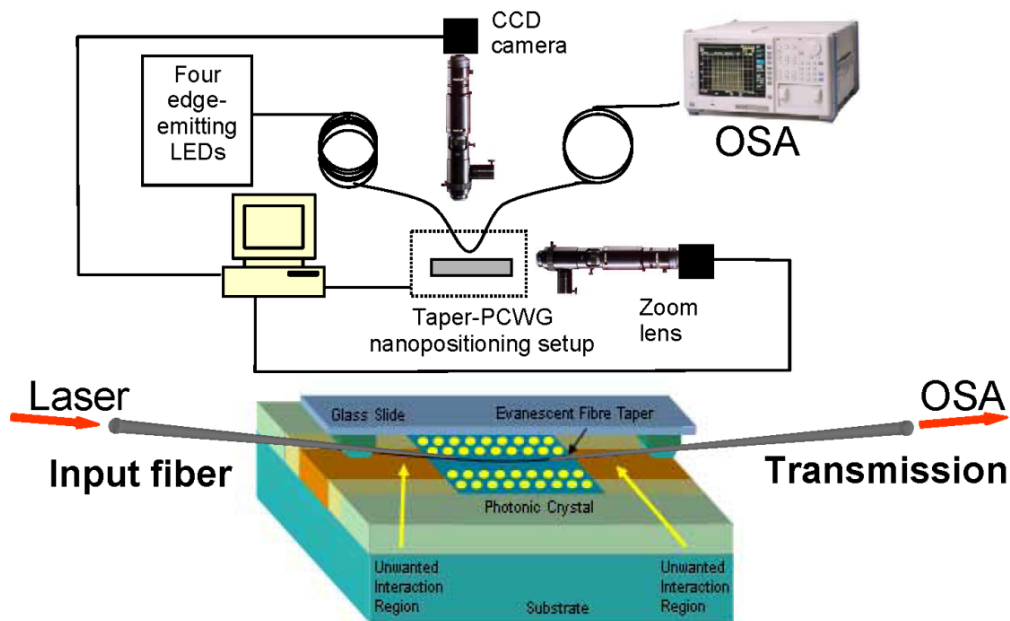 CCD
camera
Four
edge-
emitting
LEDs
OSA
Taper-PCWG
nanopositioning setup
Zoom
lens
Laser
OSA
Glass Slide
Evanescent Fibre Taper
Input fiber
Transmission
Photonic Crystal
Unwanted
Interaction
Region
Unwanted
Interaction
Region
Substrate